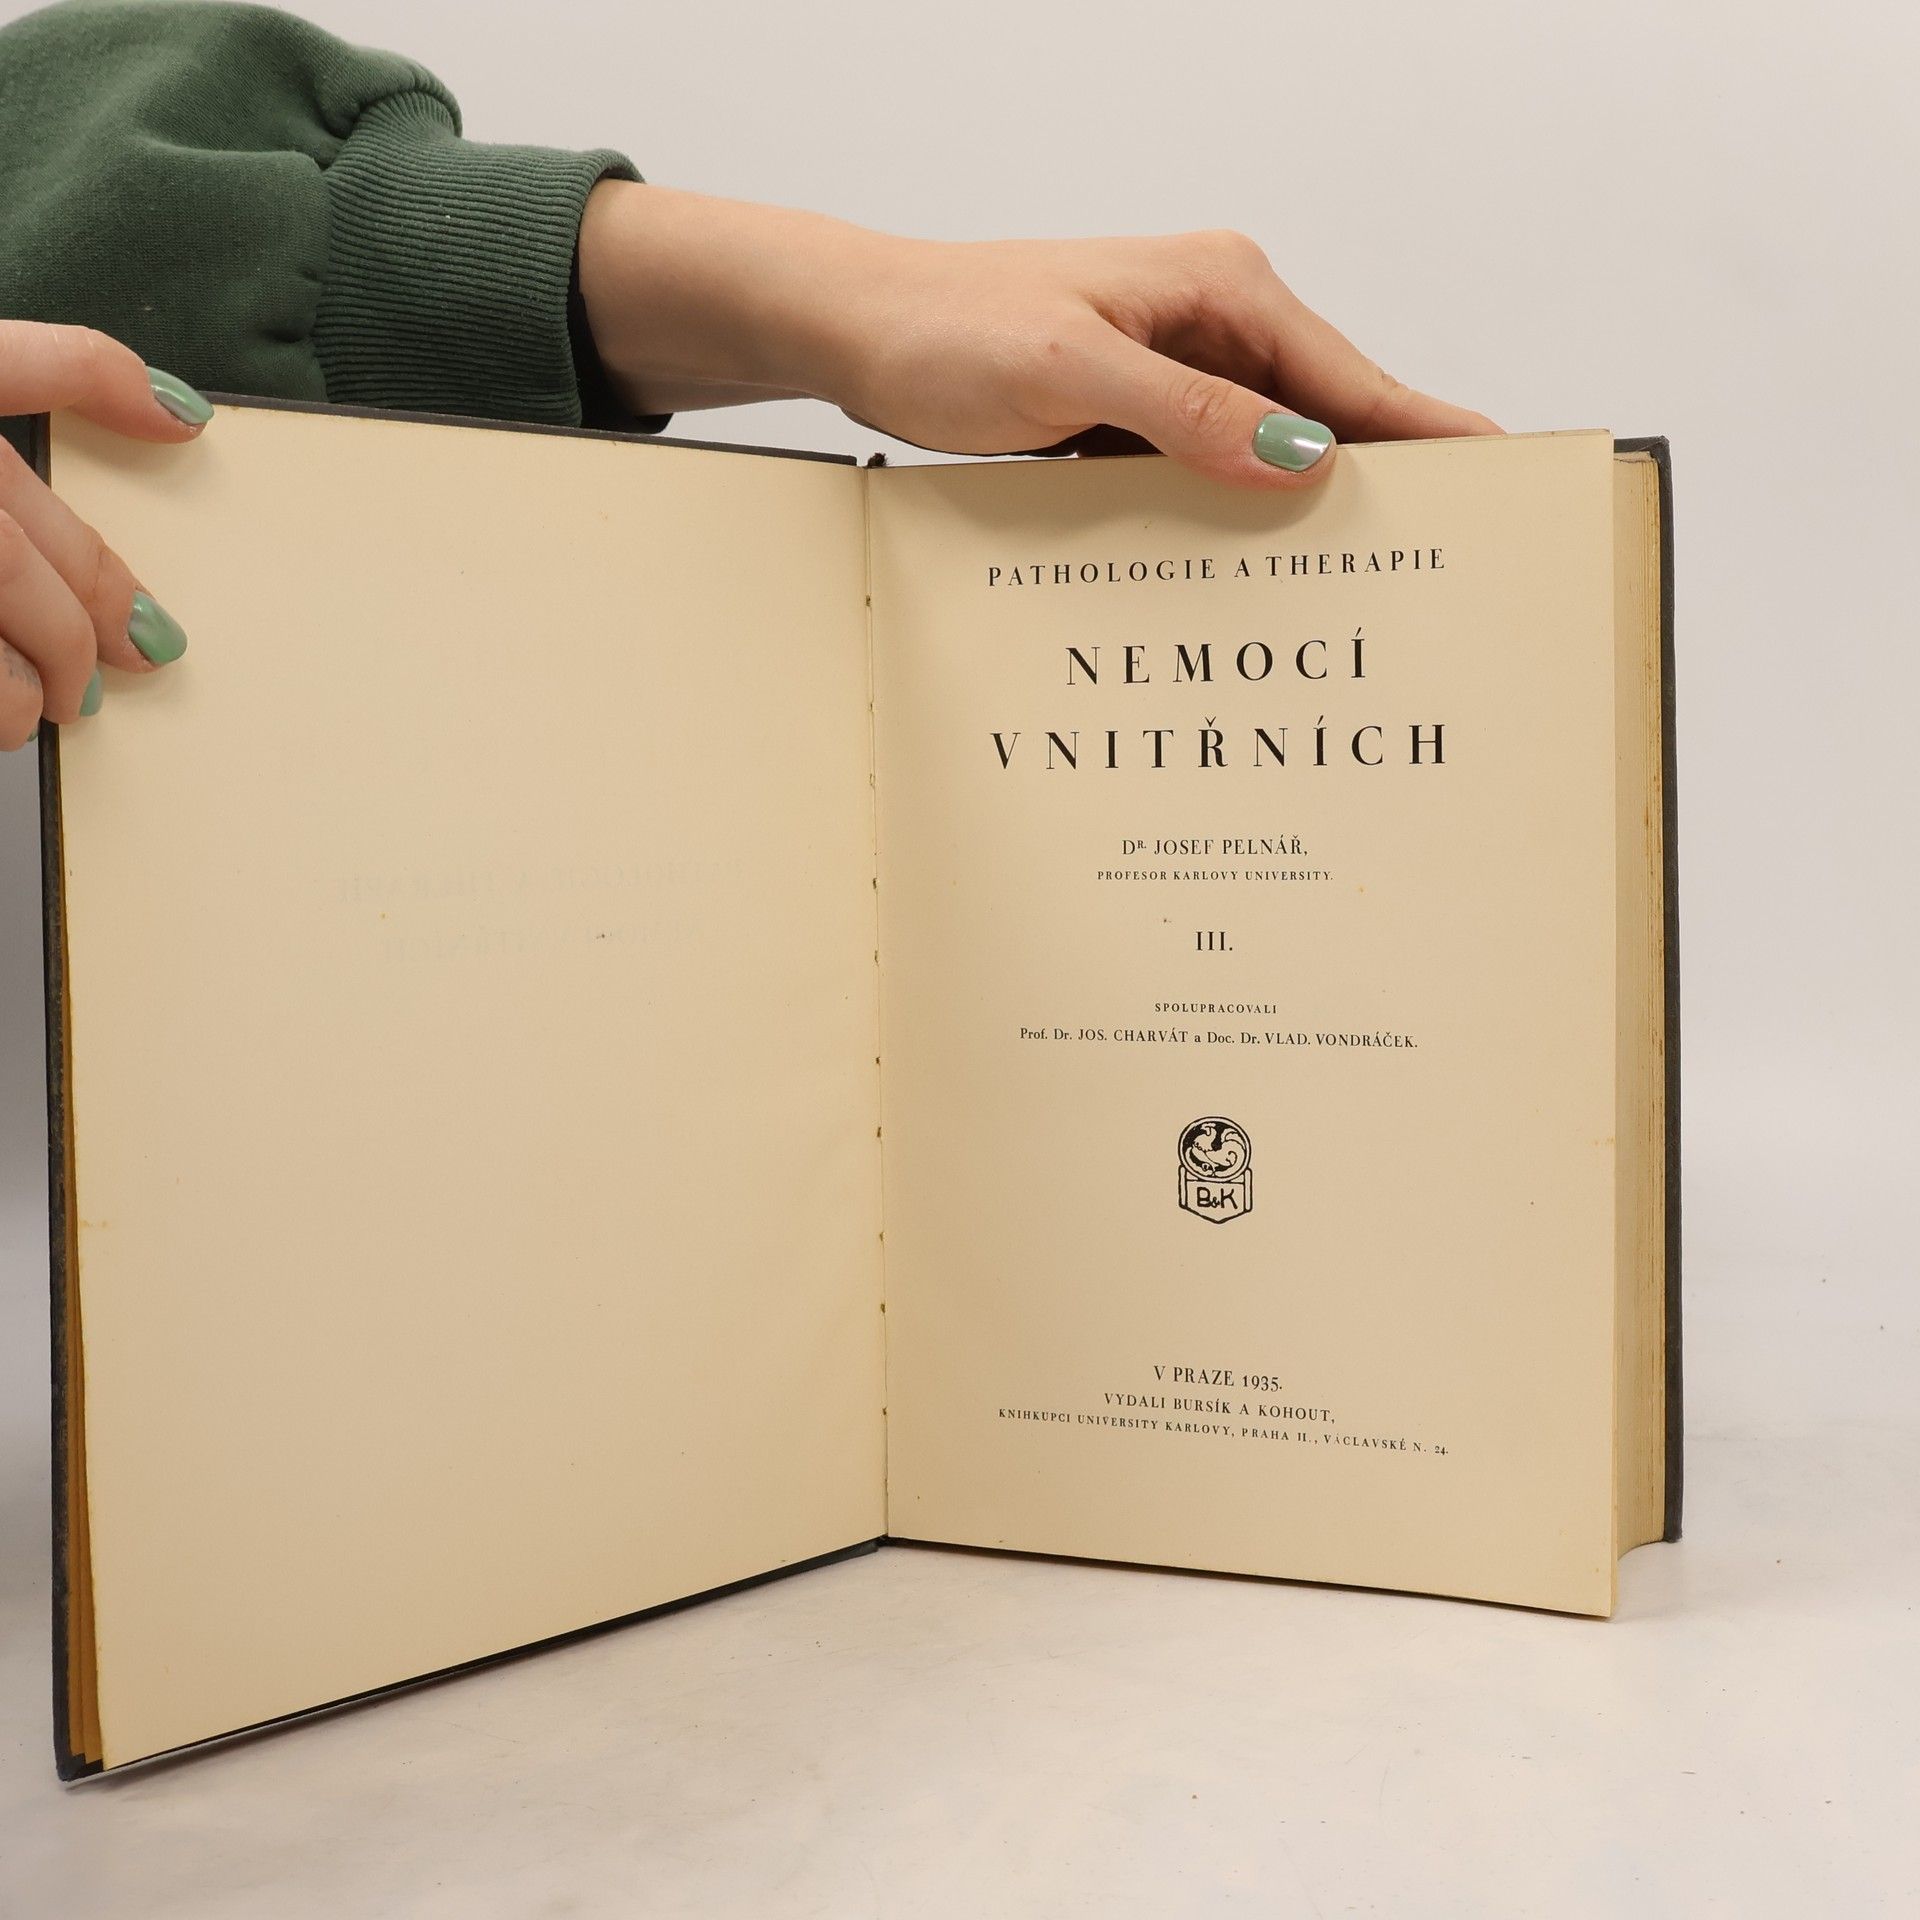 PATHOLOGIE A THERAPIE
NEMOCÍ
VNITŘNÍCH
DR. JOSEF PELNÁŘ,
PROFESOR KARLOVY UNIVERSITY.
III.
SPOLUPRACOVALI
Prof. Dr. JOS. CHARVÁT a Doc. Dr. VLAD. VONDRÁČEK.
B&K
V PRAZE 1935.
VYDALI BURSÍK A KOHOUT,
KNIHKUPCI UNIVERSITY KARLOVY, PRAHA II., VÁCLAVSKÉ N. 24.